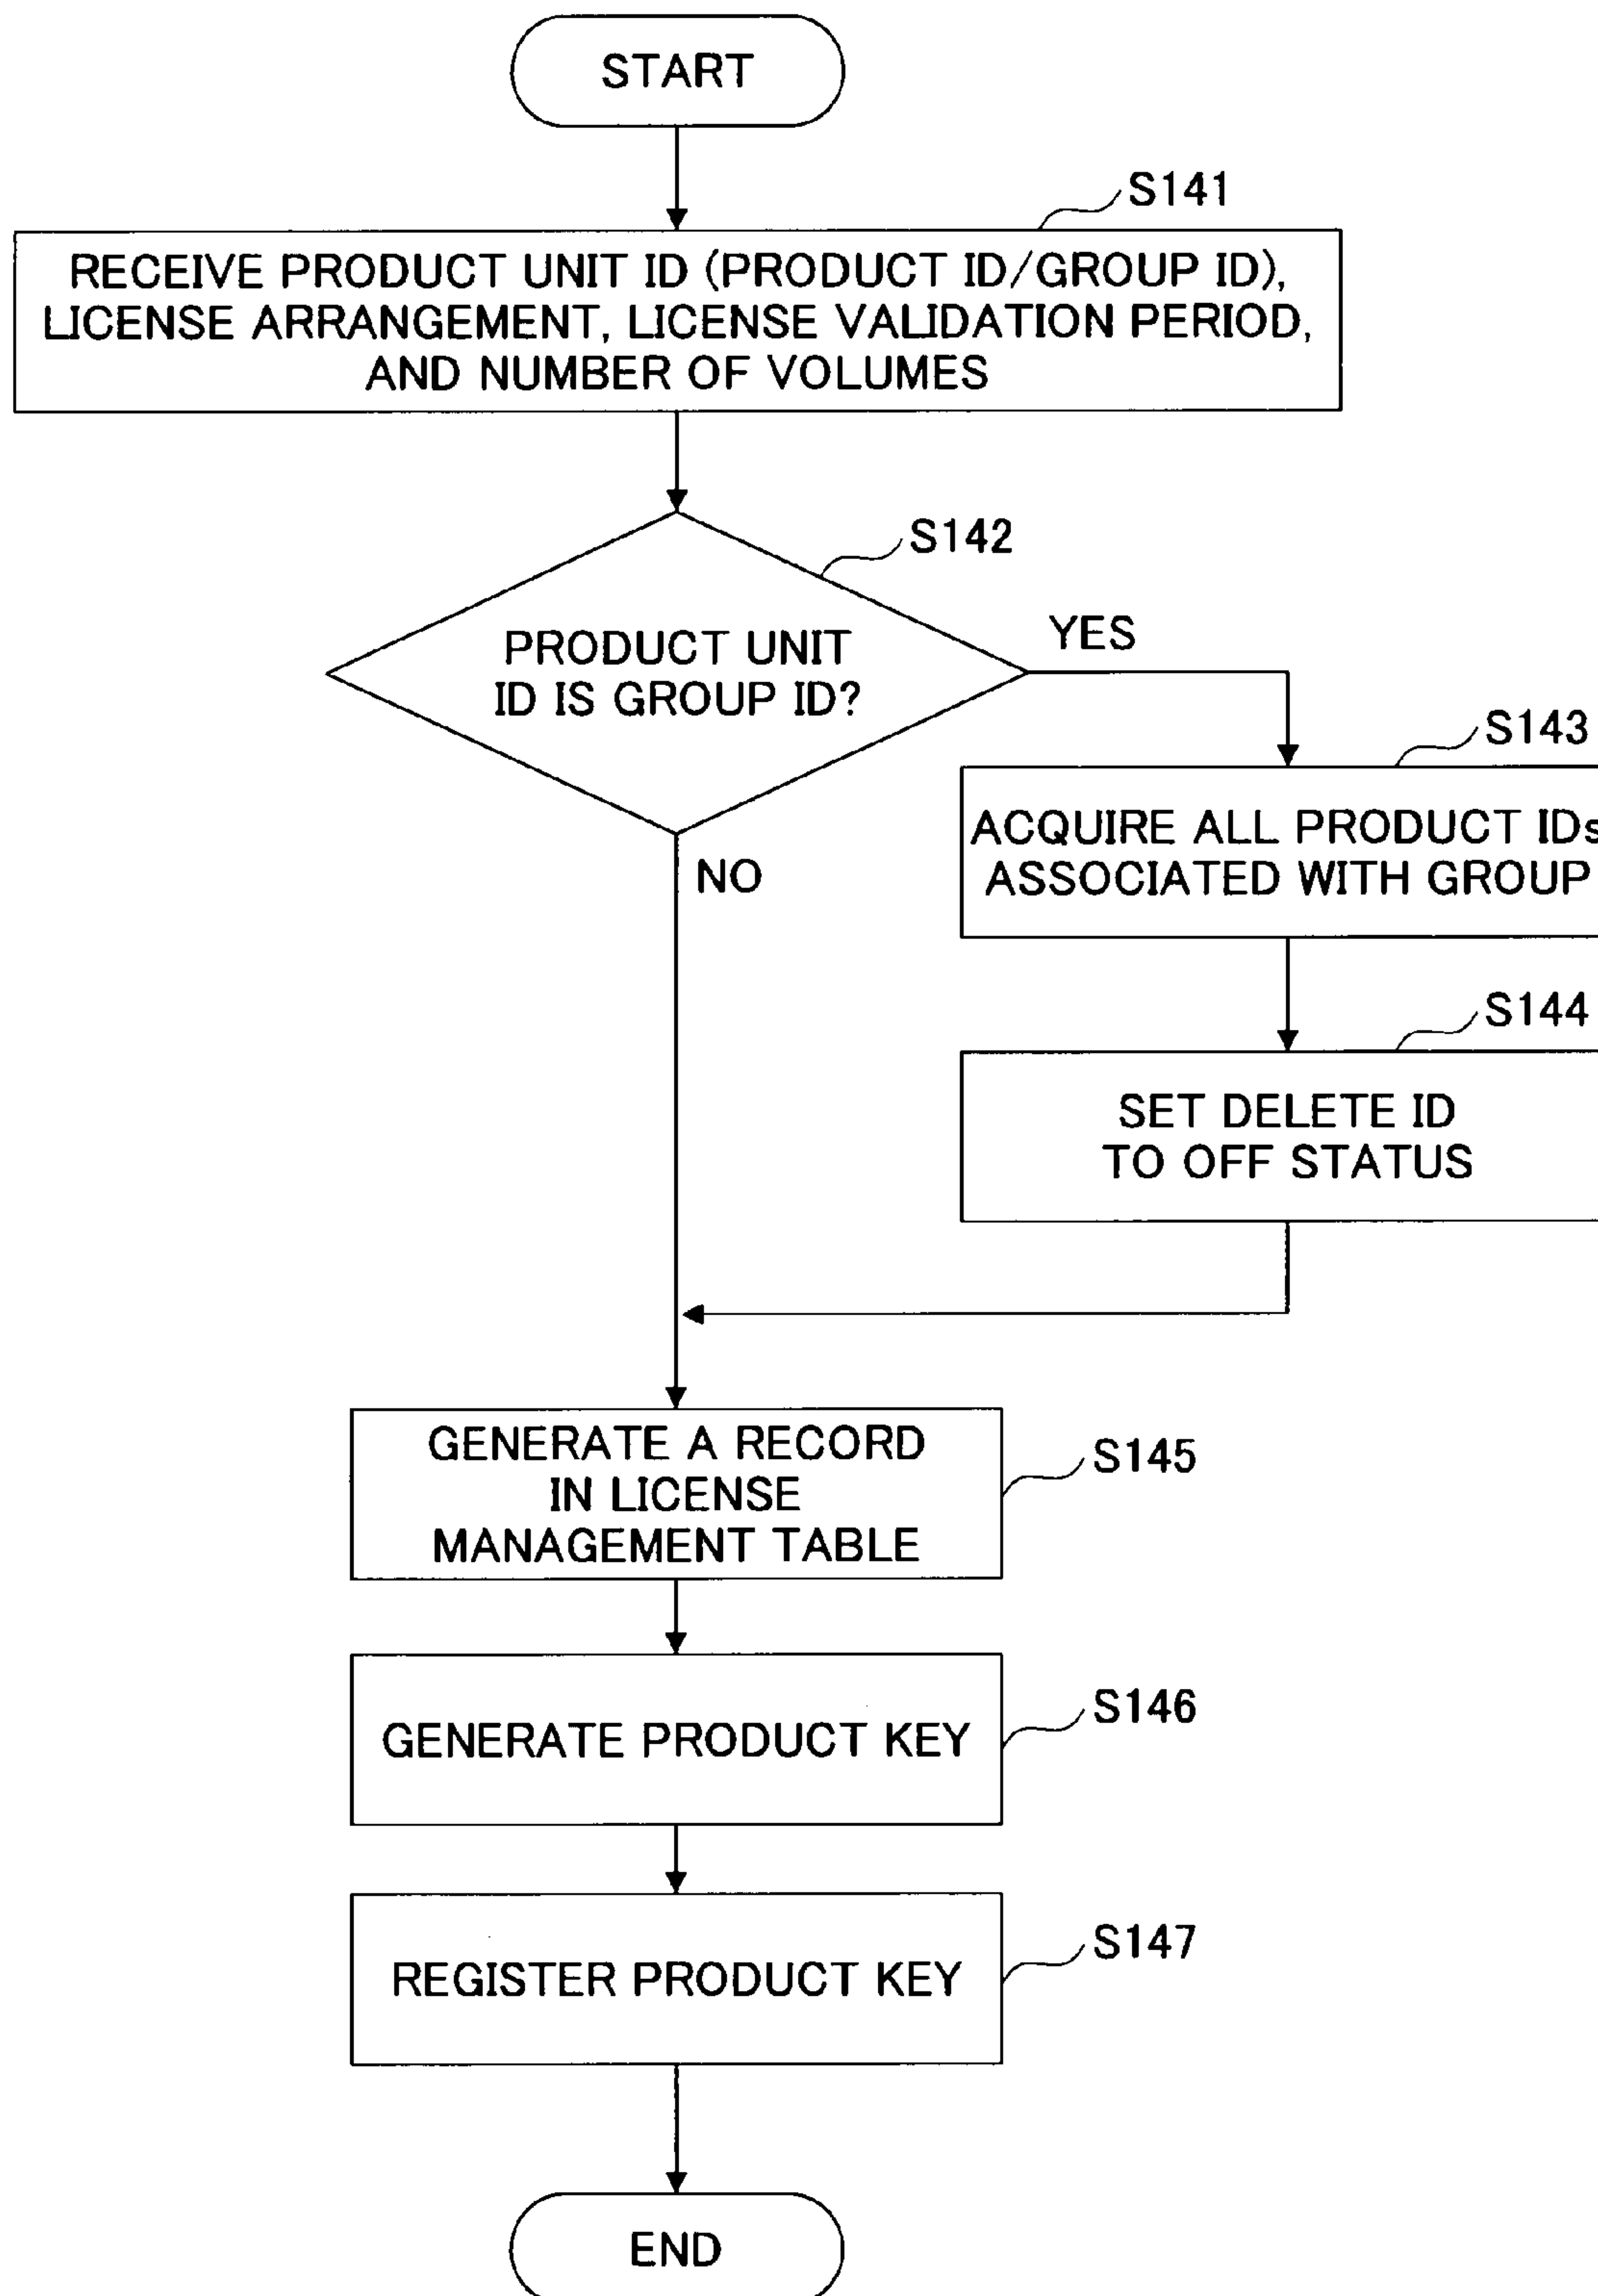 START
S141
RECEIVE PRODUCT UNIT ID (PRODUCT ID/GROUP ID),
LICENSE ARRANGEMENT, LICENSE VALIDATION PERIOD,
AND NUMBER OF VOLUMES
S142
PRODUCT UNIT
ID IS GROUP ID?
YES
NO
S143
ACQUIRE ALL PRODUCT IDs
ASSOCIATED WITH GROUP
S144
SET DELETE ID
TO OFF STATUS
GENERATE A RECORD
IN LICENSE
MANAGEMENT TABLE
S145
GENERATE PRODUCT KEY
S146
REGISTER PRODUCT KEY
S147
END